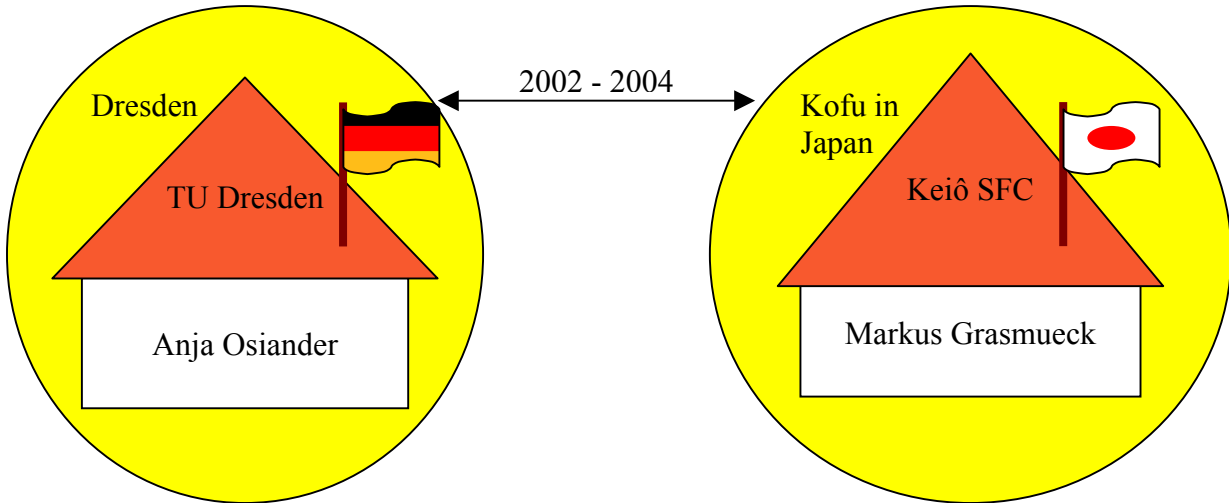 2002 - 2004
Dresden
TU Dresden
Anja Osiander
Kofu in
Japan
Keiô SFC
Markus Grasmueck